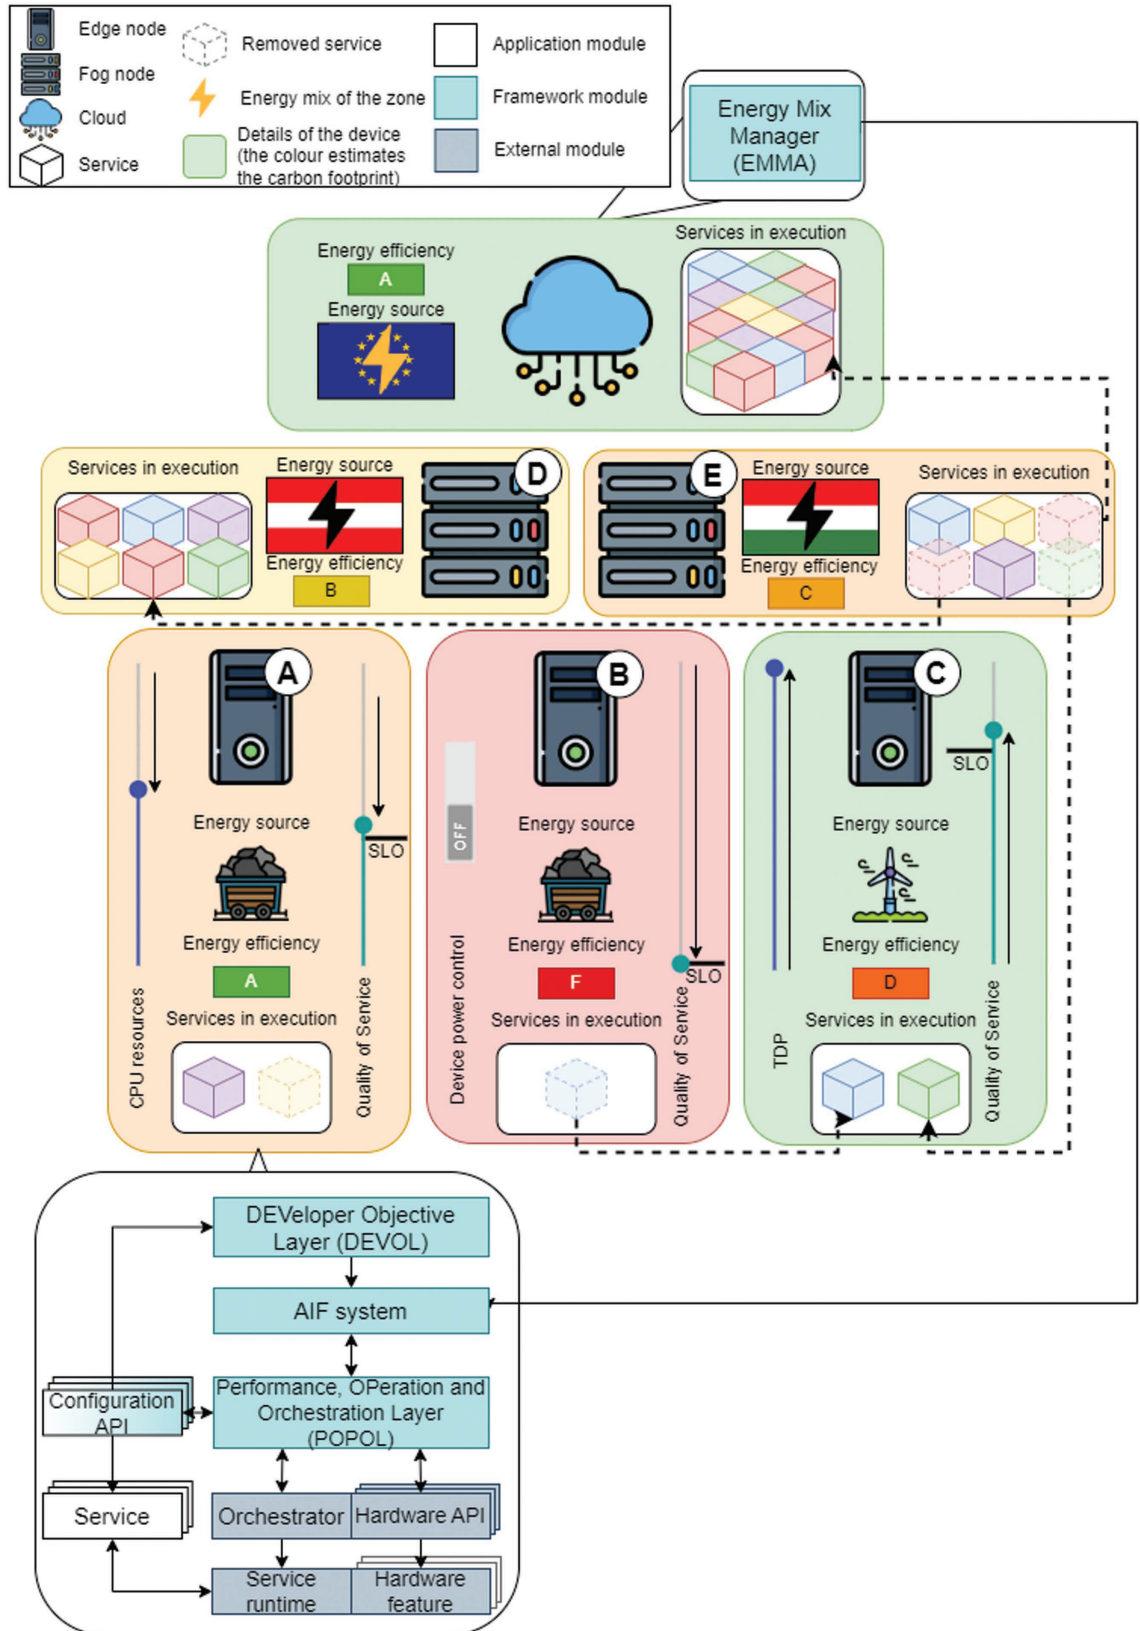 Edge node
Fog node
Cloud
Service
Removed service
Energy mix of the zone
Details of the device
(the colour estimates
the carbon footprint)
Application module
Framework module
External module
Energy Mix
Manager
(EMMA)
Energy efficiency
A
Energy source
Services in execution
Services in execution
Energy source
Energy efficiency
B
D
E
Energy source
Energy efficiency
C
Services in execution
A
CPU resources
Energy source
Energy efficiency
A
Services in execution
SLO
Quality of Service
B
OFF
Device power control
Energy source
Energy efficiency
F
Services in execution
SLO
Quality of Service
C
TDP
Energy source
Energy efficiency
D
Services in execution
SLO
Quality of Service
DEVeloper Objective
Layer (DEVOL)
AIF system
Configuration
API
Performance, OPeration and
Orchestration Layer
(POPOL)
Service
Orchestrator
Hardware API
Service
runtime
Hardware
feature